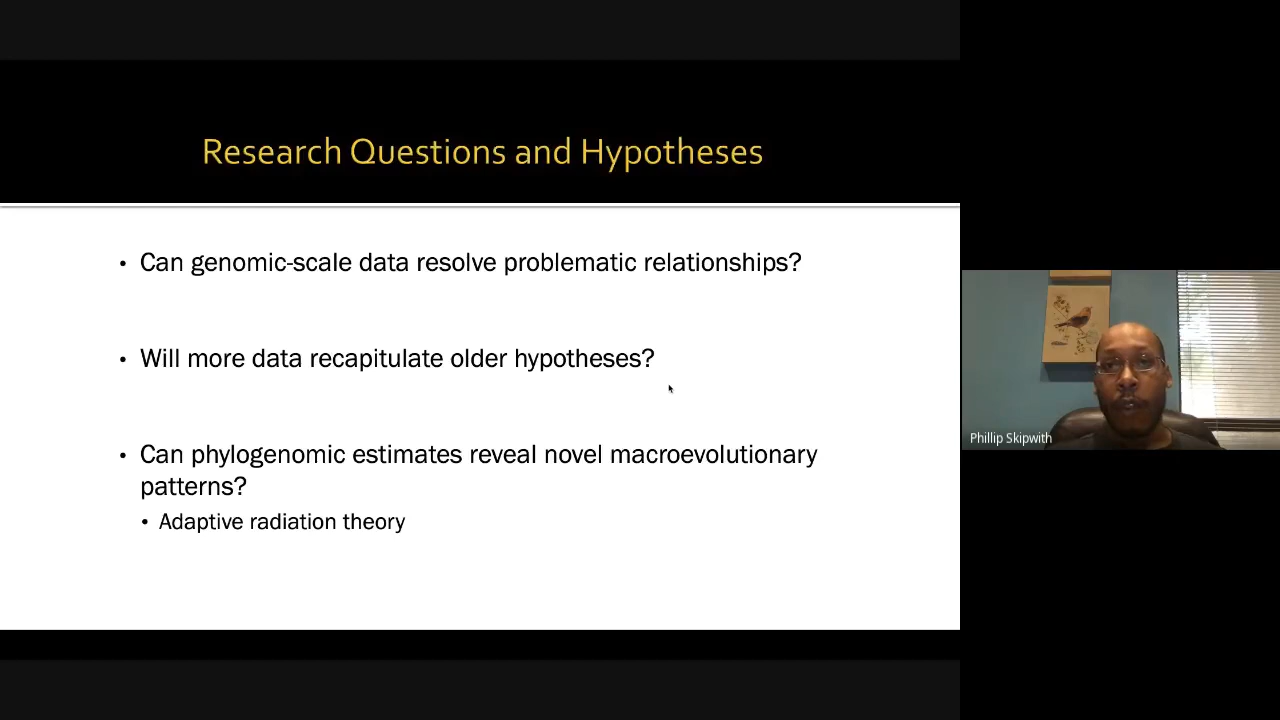 Research Questions and Hypotheses
• Can genomic-scale data resolve problematic relationships?
• Will more data recapitulate older hypotheses?
• Can phylogenomic estimates reveal novel macroevolutionary
patterns?
• Adaptive radiation theory
Phillip Skipwith